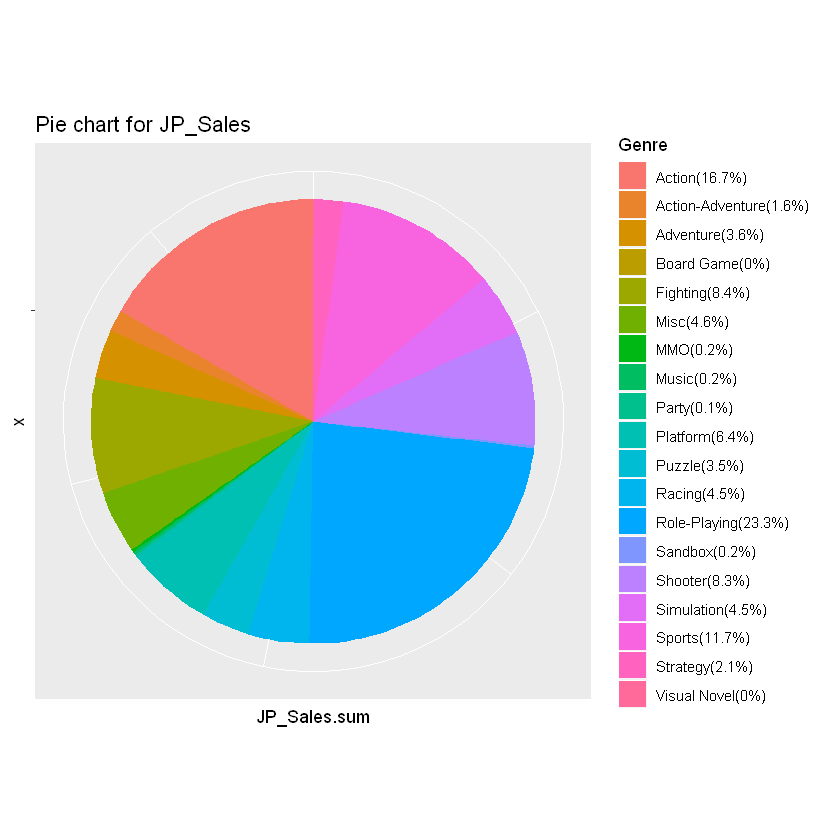 Pie chart for JP_Sales
x
JP_Sales.sum
Genre
Action(16.7%)
Action-Adventure(1.6%)
Adventure(3.6%)
Board Game(0%)
Fighting(8.4%)
Misc(4.6%)
MMO(0.2%)
Music(0.2%)
Party(0.1%)
Platform(6.4%)
Puzzle(3.5%)
Racing(4.5%)
Role-Playing(23.3%)
Sandbox(0.2%)
Shooter(8.3%)
Simulation(4.5%)
Sports(11.7%)
Strategy(2.1%)
Visual Novel(0%)